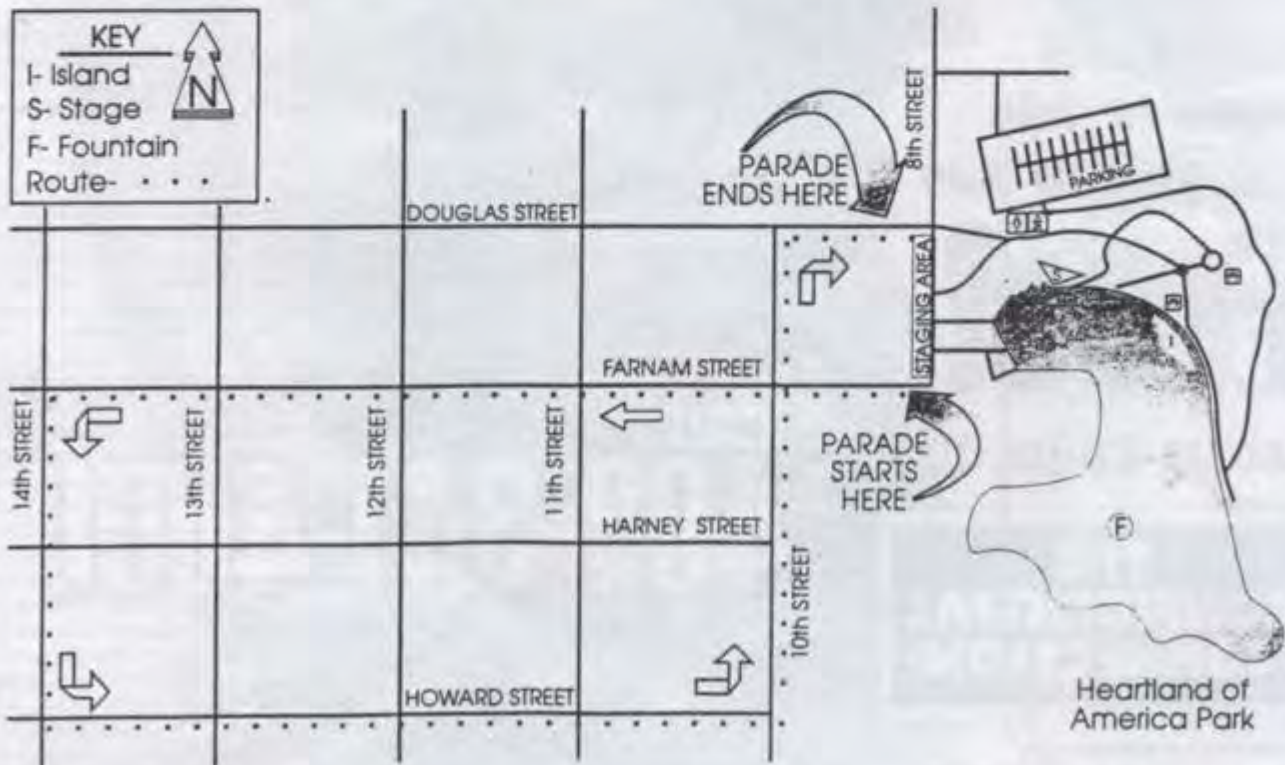 KEY
N
I- Island
S- Stage
F- Fountain
Route- · · · ·
PARADE
ENDS HERE
8th STREET
PARKING
DOUGLAS STREET
STAGING AREA
S
I
FARNAM STREET
14th STREET
13th STREET
12th STREET
11th STREET
PARADE
STARTS
HERE
HARNEY STREET
F
10th STREET
HOWARD STREET
Heartland of
America Park